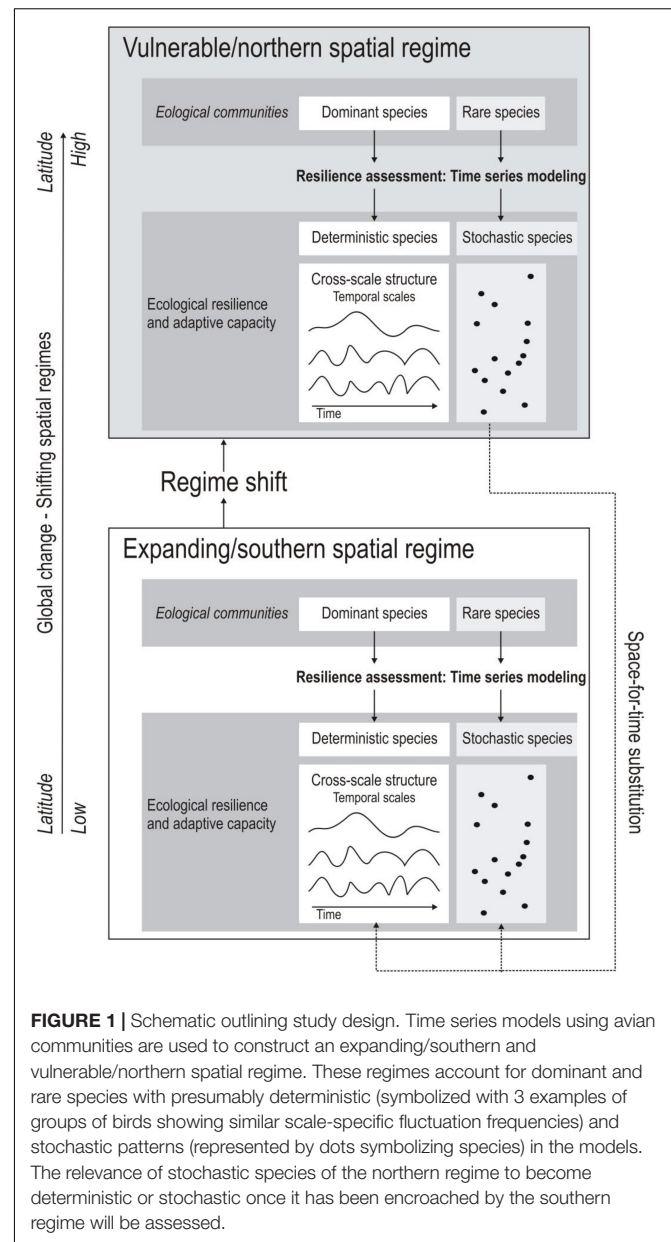 Vulnerable/northern spatial regime
Eological communities
Dominant species
Rare species
Resilience assessment: Time series modeling
Deterministic species
Stochastic species
Ecological resilience
and adaptive capacity
Cross-scale structure
Temporal scales
Time
Regime shift
Expanding/southern spatial regime
Eological communities
Dominant species
Rare species
Resilience assessment: Time series modeling
Deterministic species
Stochastic species
Ecological resilience
and adaptive capacity
Cross-scale structure
Temporal scales
Time
Global change - Shifting spatial regimes
Latitude
High
Latitude
Low
Space-for-time substitution
FIGURE 1 | Schematic outlining study design. Time series models using avian
communities are used to construct an expanding/southern and
vulnerable/northern spatial regime. These regimes account for dominant and
rare species with presumably deterministic (symbolized with 3 examples of
groups of birds showing similar scale-specific fluctuation frequencies) and
stochastic patterns (represented by dots symbolizing species) in the models.
The relevance of stochastic species of the northern regime to become
deterministic or stochastic once it has been encroached by the southern
regime will be assessed.